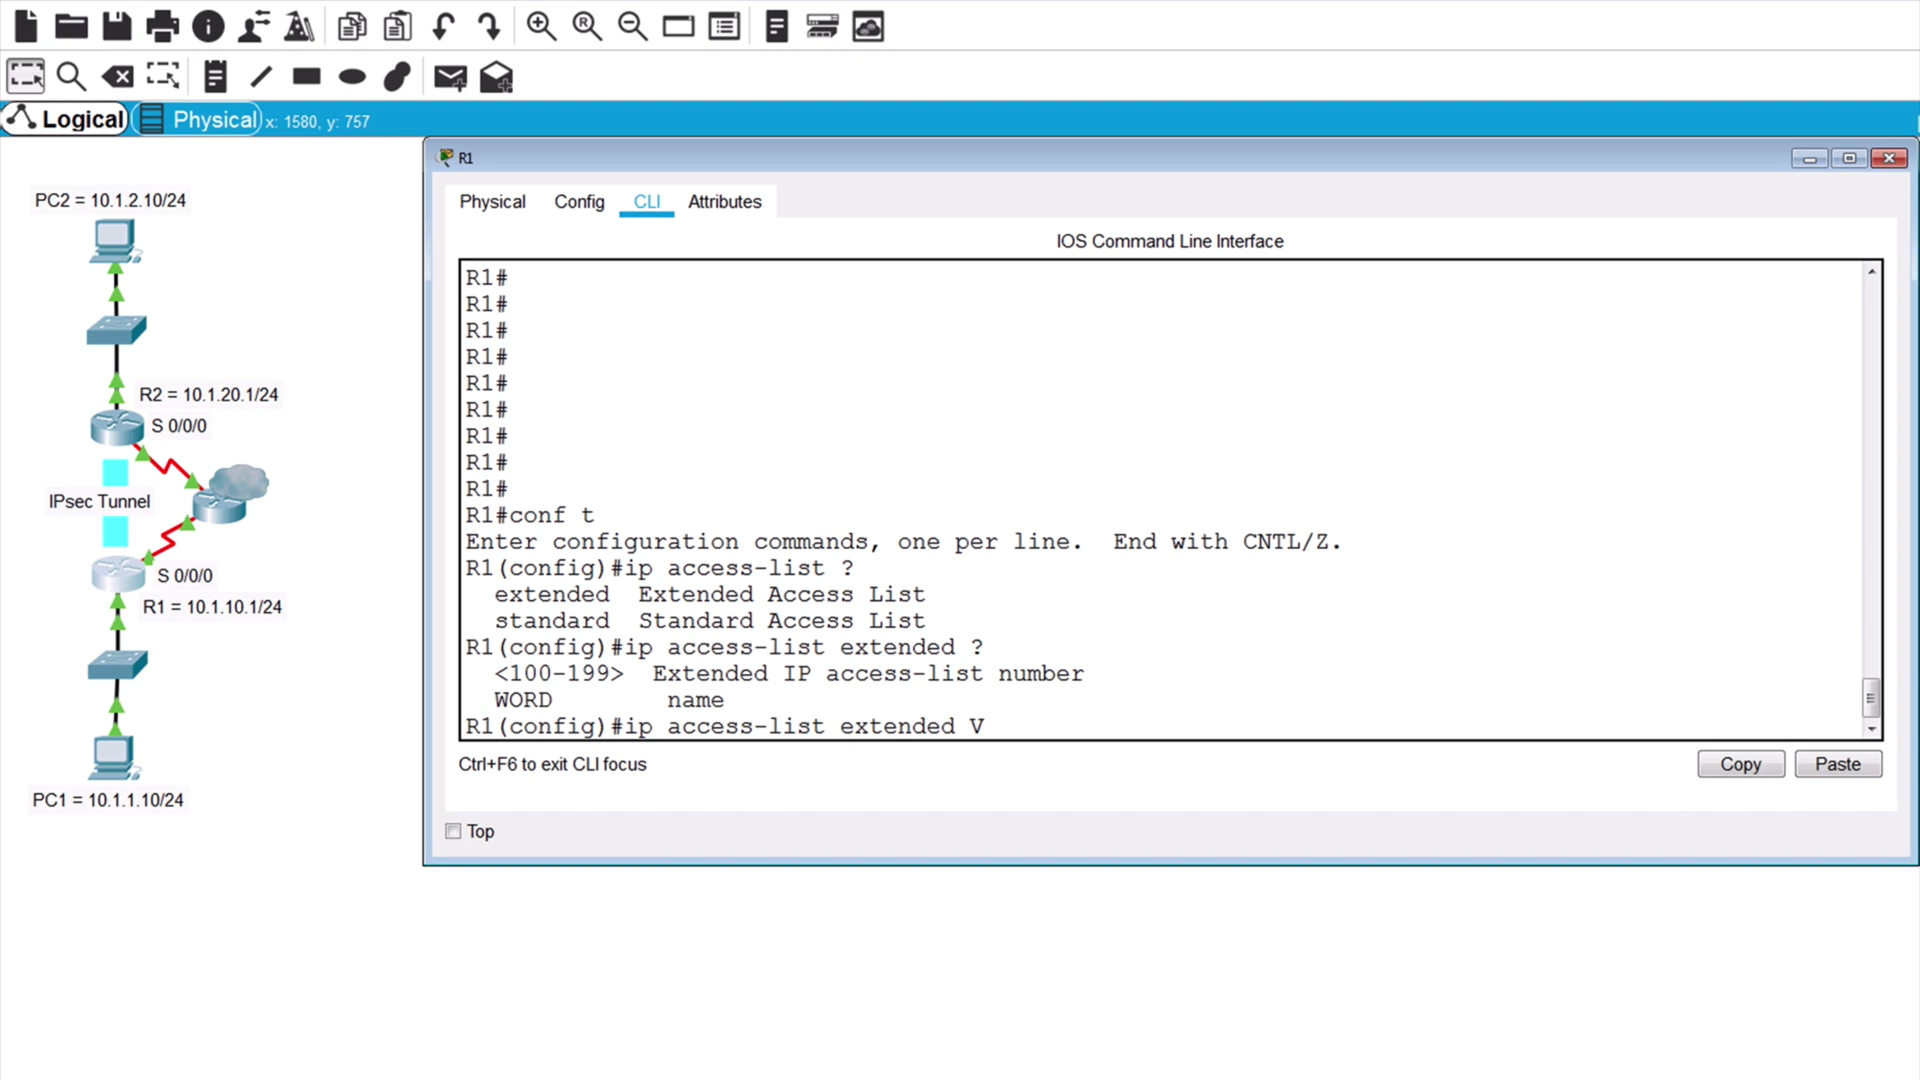 Logical
Physical
x: 1580, y: 757
PC2 = 10.1.2.10/24
R2 = 10.1.20.1/24
S 0/0/0
IPsec Tunnel
S 0/0/0
R1 = 10.1.10.1/24
PC1 = 10.1.1.10/24
R1
Physical Config CLI Attributes
IOS Command Line Interface
R1#
R1#
R1#
R1#
R1#
R1#
R1#
R1#
R1#
R1#conf t
Enter configuration commands, one per line.  End with CNTL/Z.
R1(config)#ip access-list ?
  extended  Extended Access List
  standard  Standard Access List
R1(config)#ip access-list extended ?
  <100-199>  Extended IP access-list number
  WORD        name
R1(config)#ip access-list extended V
Ctrl+F6 to exit CLI focus
Copy
Paste
Top